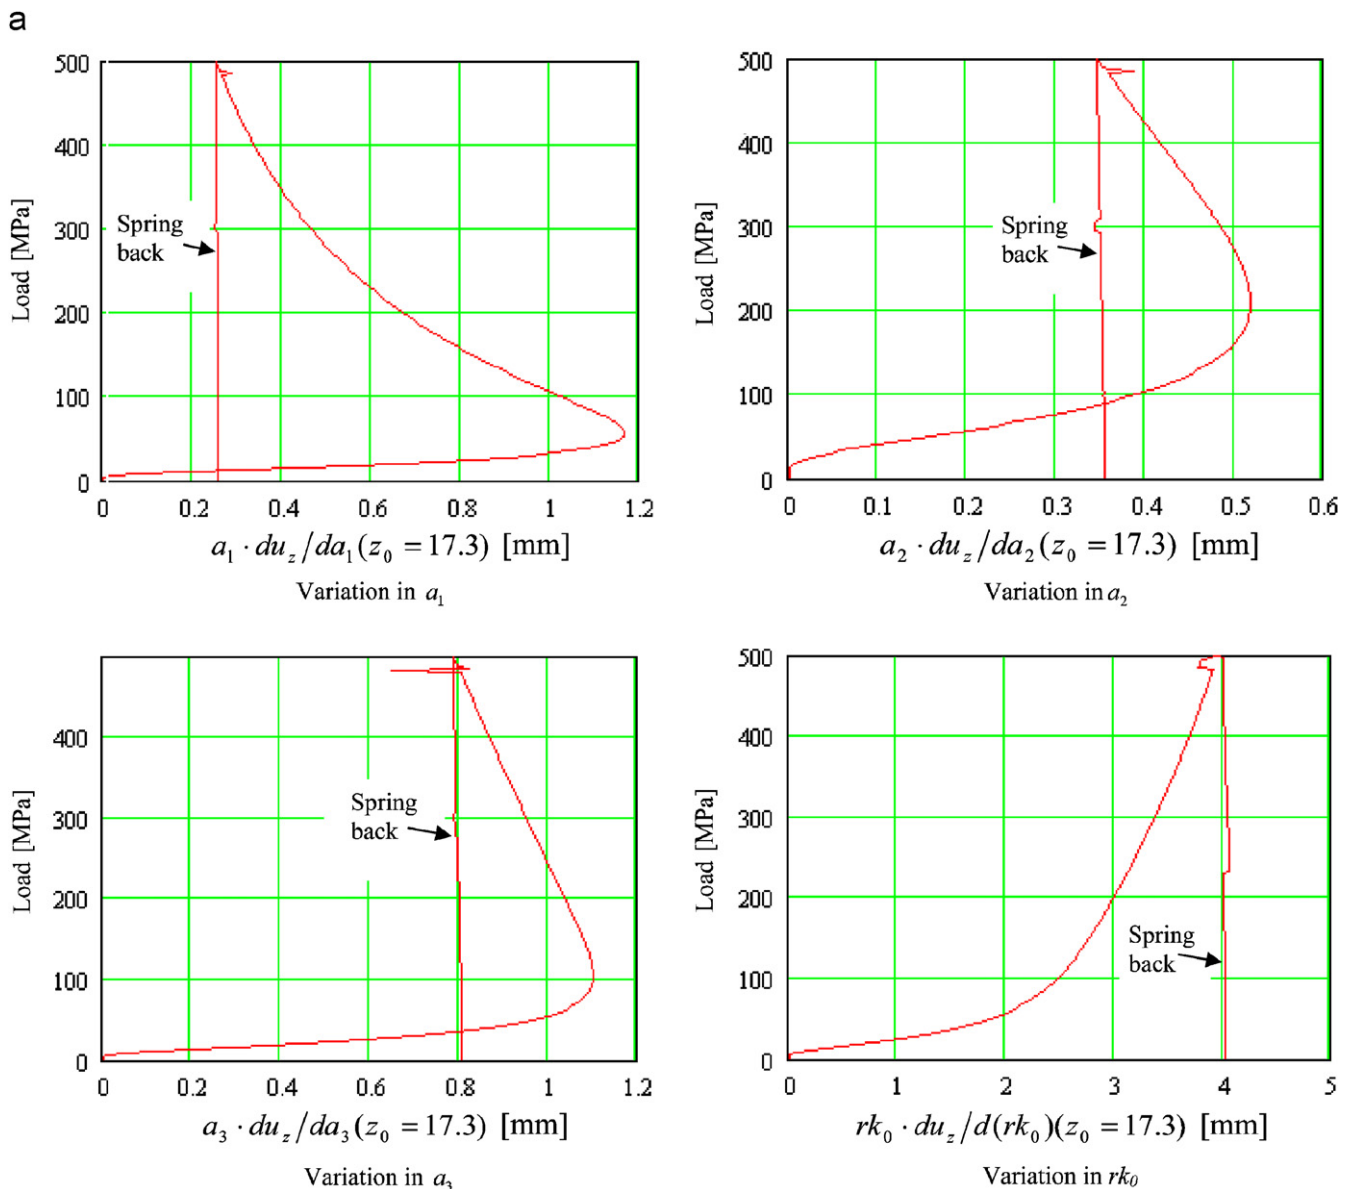 a
500
400
300
200
100
0
Load [MPa]
Spring
back
0 0.2 0.4 0.6 0.8 1 1.2
a₁ · du_z/da₁(z₀ = 17.3) [mm]
Variation in a₁
500
400
300
200
100
0
Load [MPa]
Spring
back
0 0.1 0.2 0.3 0.4 0.5 0.6
a₂ · du_z/da₂(z₀ = 17.3) [mm]
Variation in a₂
400
300
200
100
0
Load [MPa]
Spring
back
0 0.2 0.4 0.6 0.8 1 1.2
a₃ · du_z/da₃(z₀ = 17.3) [mm]
Variation in a₃
500
400
300
200
100
0
Load [MPa]
Spring
back
0 1 2 3 4 5
rk₀ · du_z/d(rk₀)(z₀ = 17.3) [mm]
Variation in rk₀